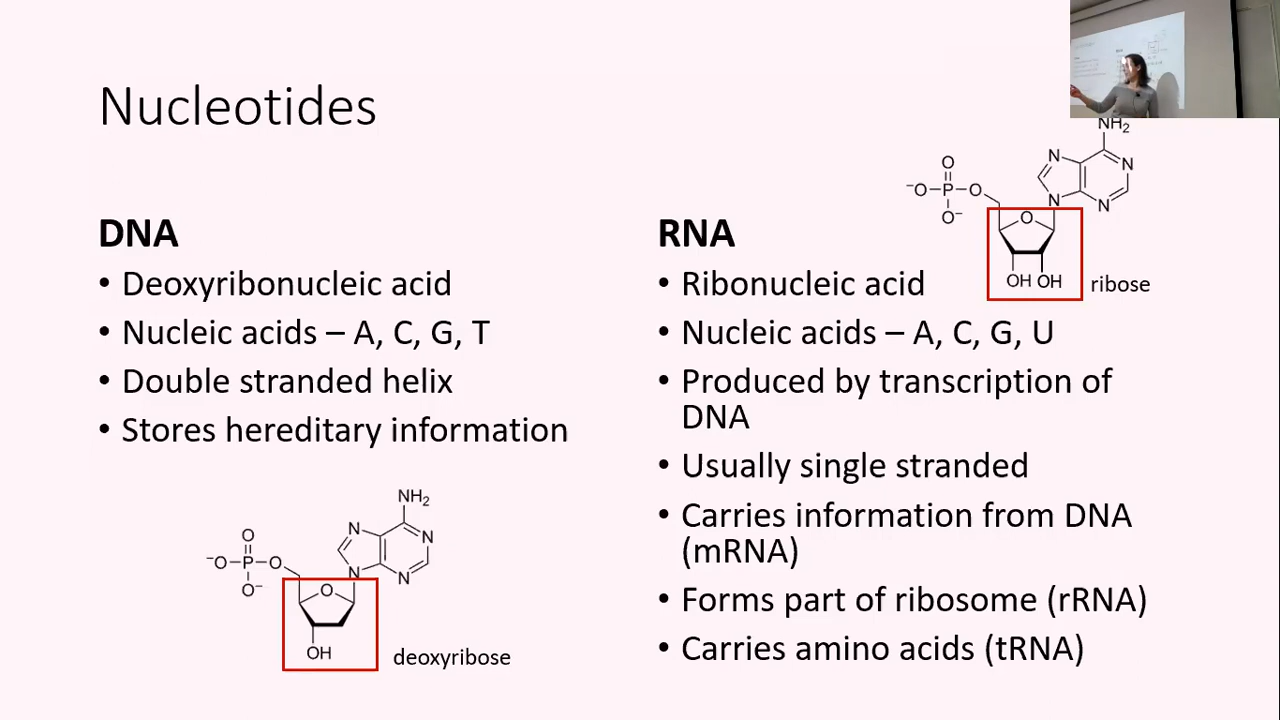 Nucleotides
DNA
• Deoxyribonucleic acid
• Nucleic acids – A, C, G, T
• Double stranded helix
• Stores hereditary information
NH₂
N
N
N
N
O
⁻O–P–O
O⁻
O
OH
deoxyribose
RNA
• Ribonucleic acid
• Nucleic acids – A, C, G, U
• Produced by transcription of
DNA
• Usually single stranded
• Carries information from DNA
(mRNA)
• Forms part of ribosome (rRNA)
• Carries amino acids (tRNA)
NH₂
N
N
N
N
O
⁻O–P–O
O⁻
O
OH OH
ribose